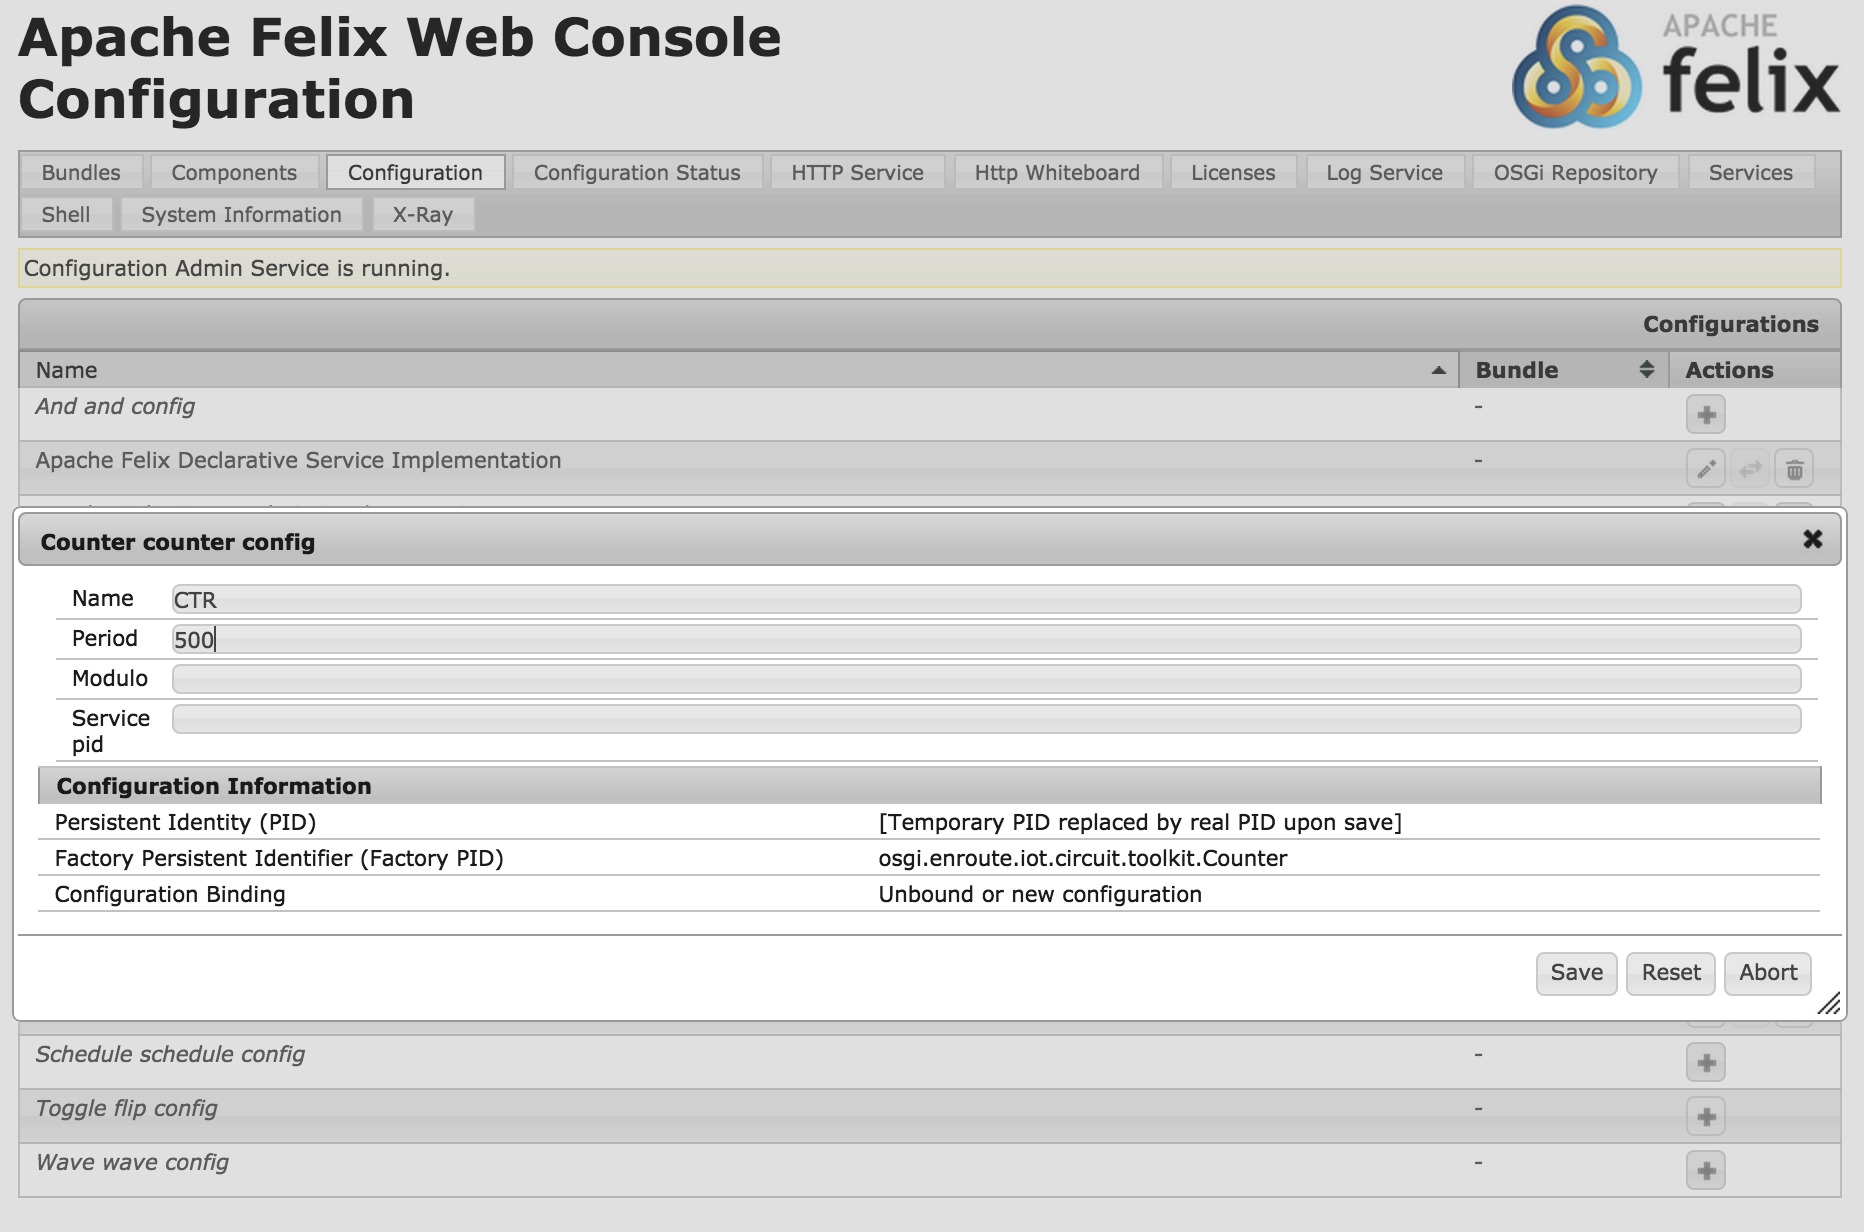 Apache Felix Web Console
Configuration
APACHE
felix
Bundles Components Configuration Configuration Status HTTP Service Http Whiteboard Licenses Log Service OSGi Repository Services
Shell System Information X-Ray
Configuration Admin Service is running.
Configurations
Name Bundle Actions
And and config -
Apache Felix Declarative Service Implementation -
Counter counter config
Name CTR
Period 500
Modulo
Service
pid
Configuration Information
Persistent Identity (PID) [Temporary PID replaced by real PID upon save]
Factory Persistent Identifier (Factory PID) osgi.enroute.iot.circuit.toolkit.Counter
Configuration Binding Unbound or new configuration
Save Reset Abort
Schedule schedule config -
Toggle flip config -
Wave wave config -